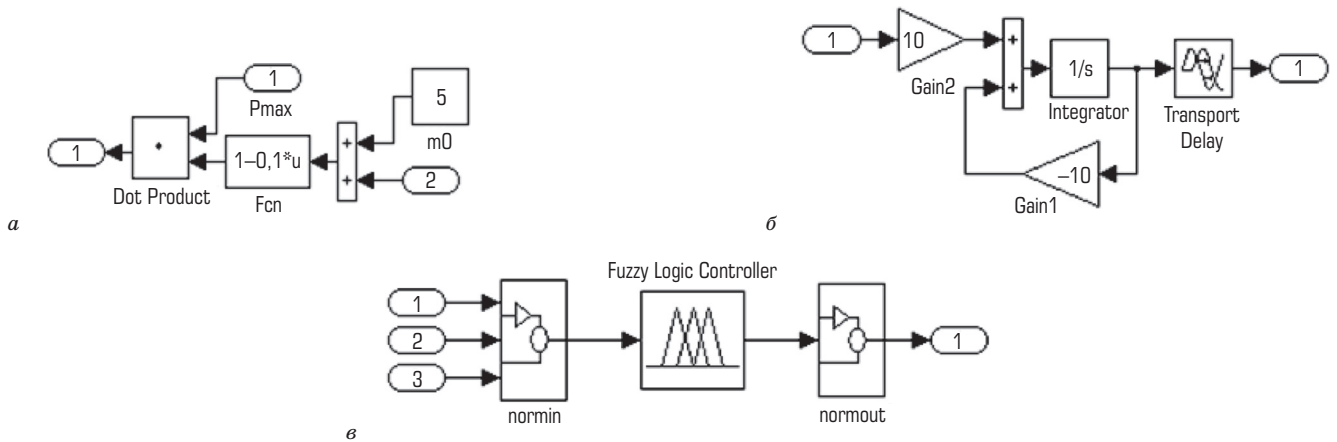 1
Pmax
5
m0
1
1–0,1*u
+
+
2
Dot Product
Fcn
а
1
10
Gain2
+
+
1/s
Integrator
Transport
Delay
1
–10
Gain1
б
Fuzzy Logic Controller
1
2
3
normin
normout
1
в